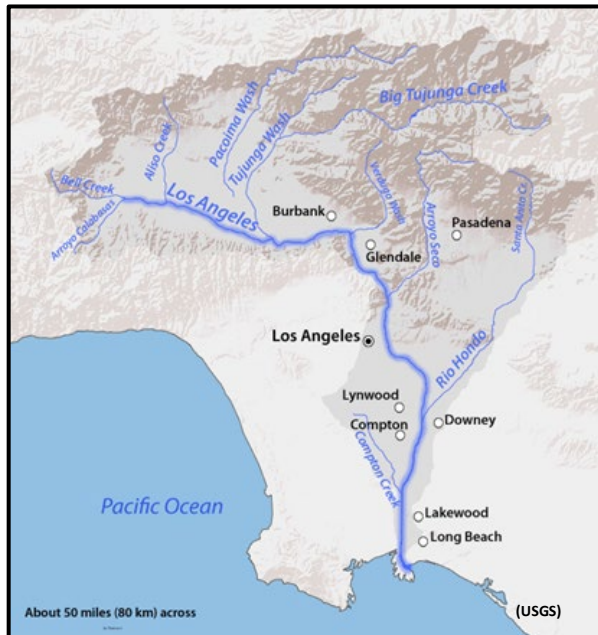 Big Tujunga Creek
Pacoima Wash
Tujunga Wash
Aliso Creek
Bell Creek
Arroyo Calabasas
Los Angeles
Burbank
Verdugo Wash
Glendale
Arroyo Seco
Pasadena
Santa Anita Cr.
Los Angeles
Rio Hondo
Lynwood
Compton
Downey
Compton Creek
Pacific Ocean
Lakewood
Long Beach
About 50 miles (80 km) across
(USGS)